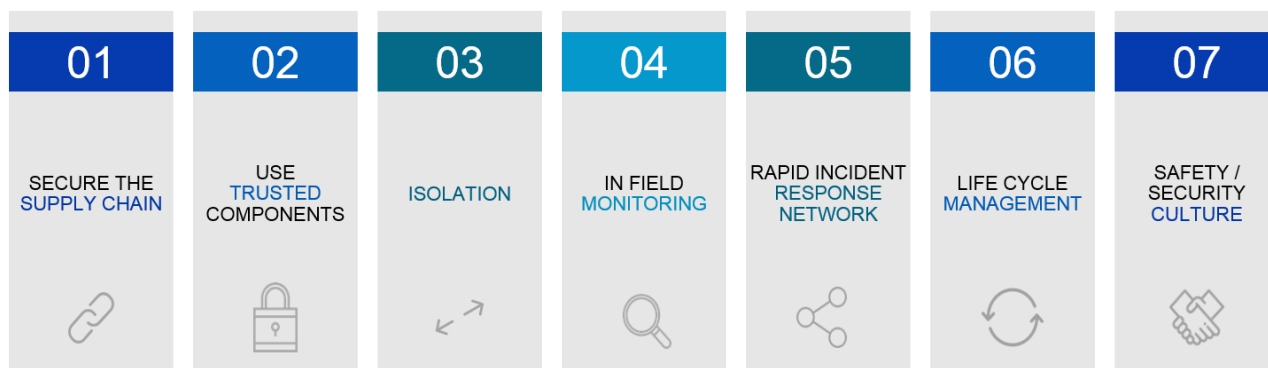 01
SECURE THE
SUPPLY CHAIN
02
USE
TRUSTED
COMPONENTS
03
ISOLATION
04
IN FIELD
MONITORING
05
RAPID INCIDENT
RESPONSE
NETWORK
06
LIFE CYCLE
MANAGEMENT
07
SAFETY /
SECURITY
CULTURE